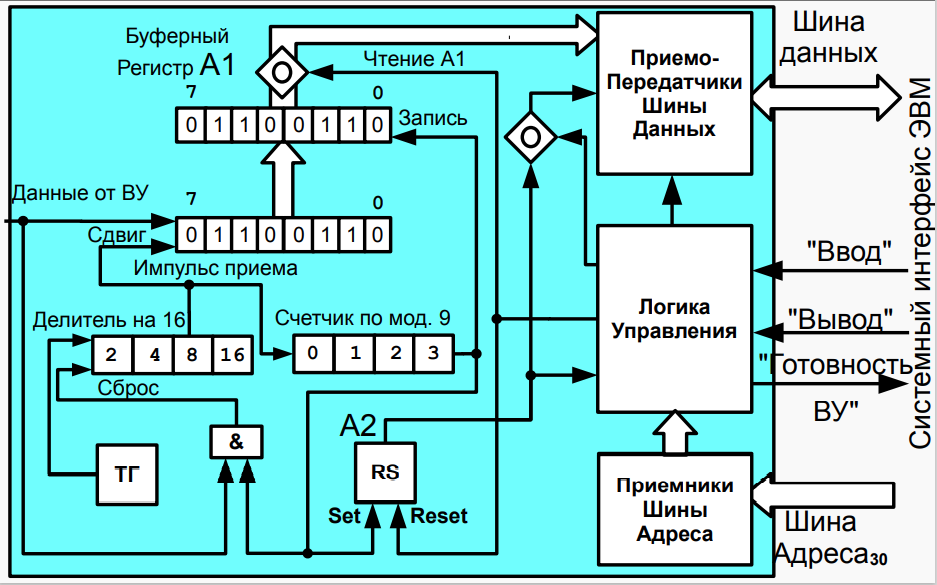 Буферный
Регистр А1
7
0
Чтение А1
0 1 1 0 0 1 1 0
Запись
Приемо-
Передатчики
Шины
Данных
Шина
данных
Системный интерфейс ЭВМ
Данные от ВУ
7
0
Сдвиг
0 1 1 0 0 1 1 0
Импульс приема
Делитель на 16
2 4 8 16
Сброс
Счетчик по мод. 9
0 1 2 3
Логика
Управления
"Ввод"
"Вывод"
"Готовность
ВУ"
&
А2
ТГ
RS
Set
Reset
Приемники
Шины
Адреса
Шина
Адреса30